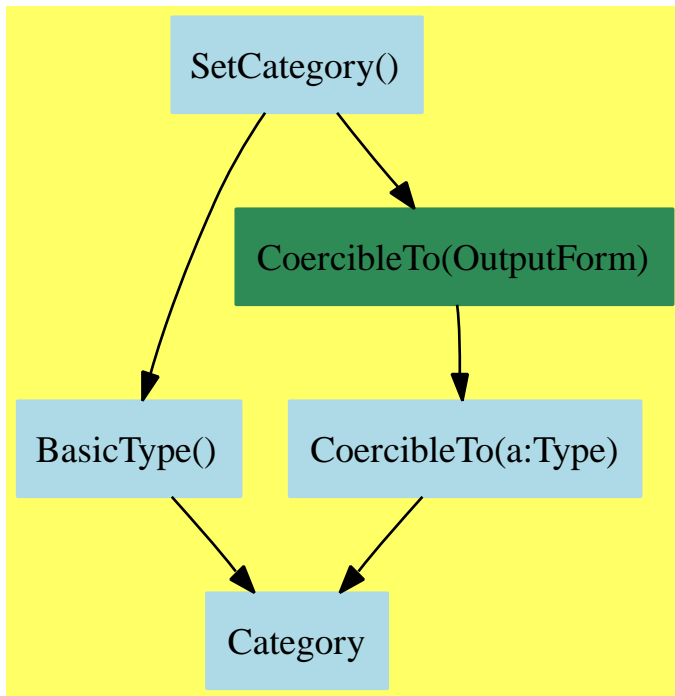 SetCategory()
CoercibleTo(OutputForm)
BasicType()
CoercibleTo(a:Type)
Category